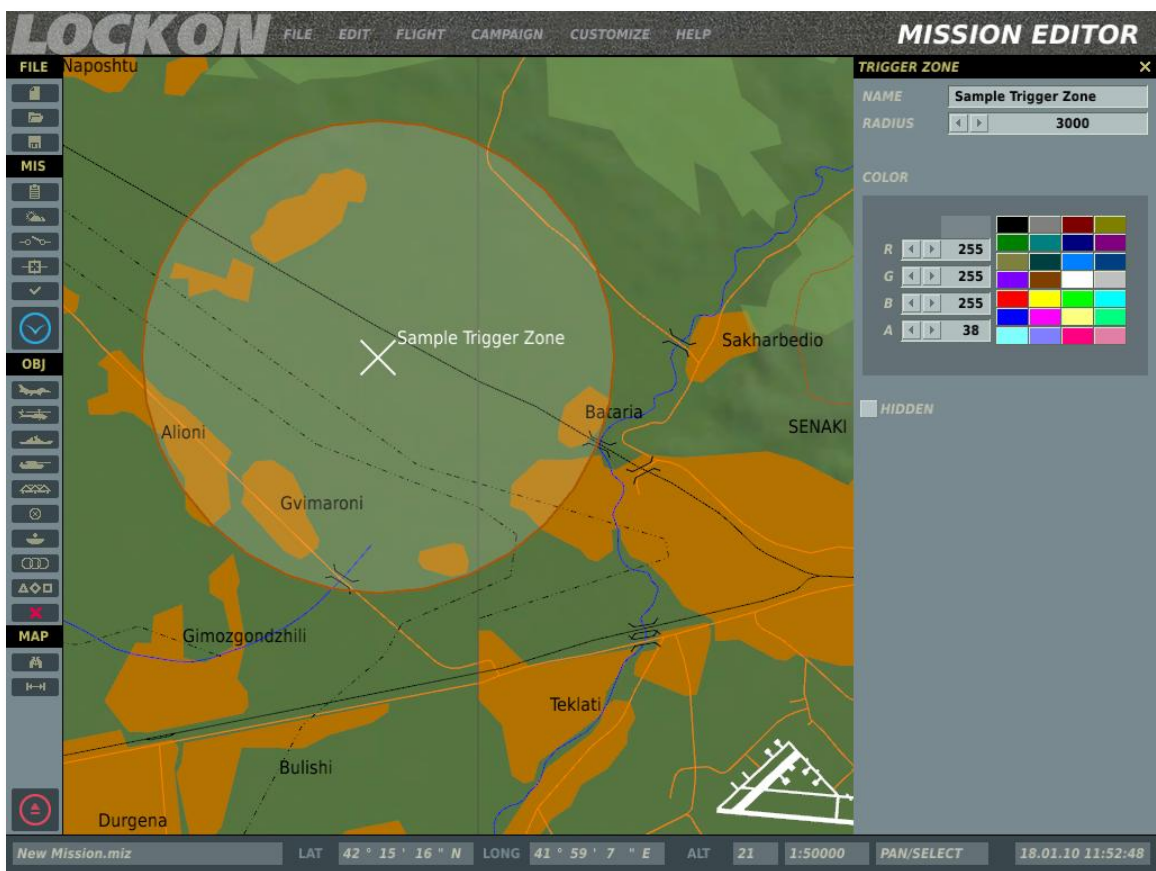 LOCKON
FILE EDIT FLIGHT CAMPAIGN CUSTOMIZE HELP
MISSION EDITOR
FILE
MIS
OBJ
MAP
Naposhtu
Sample Trigger Zone
Sakharbedio
Bataria
SENAKI
Alioni
Gvimaroni
Gimozgondzhili
Teklati
Bulishi
Durgena
TRIGGER ZONE
NAME Sample Trigger Zone
RADIUS 3000
COLOR
R 255
G 255
B 255
A 38
HIDDEN
New Mission.miz LAT 42 ° 15 ' 16 " N LONG 41 ° 59 ' 7 " E ALT 21 1:50000 PAN/SELECT 18.01.10 11:52:48